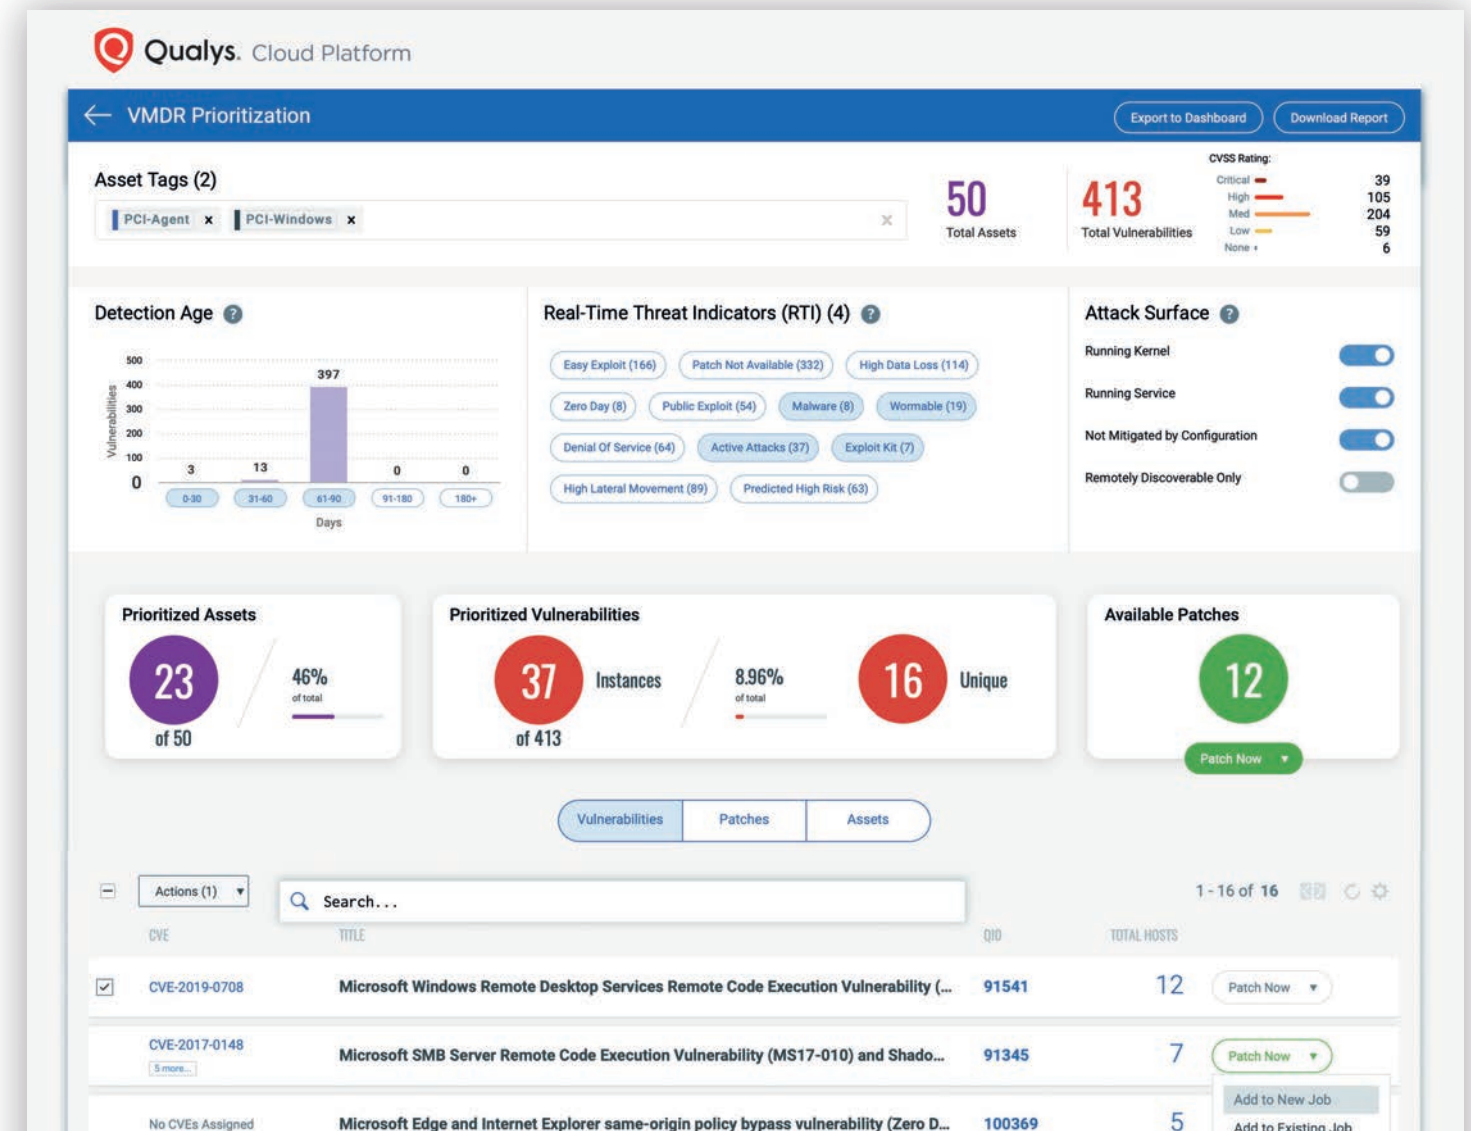 Qualys. Cloud Platform
VMDR Prioritization
Export to Dashboard
Download Report
Asset Tags (2)
PCI-Agent x PCI-Windows x
50
Total Assets
413
Total Vulnerabilities
CVSS Rating:
Critical 39
High 105
Med 204
Low 59
None 6
Detection Age ?
Vulnerabilities
500
400
300
200
100
0
3 13 397 0 0
0-30 31-60 61-90 91-180 180+
Days
Real-Time Threat Indicators (RTI) (4) ?
Easy Exploit (166) Patch Not Available (332) High Data Loss (114)
Zero Day (8) Public Exploit (54) Malware (8) Wormable (19)
Denial Of Service (64) Active Attacks (37) Exploit Kit (7)
High Lateral Movement (89) Predicted High Risk (63)
Attack Surface ?
Running Kernel
Running Service
Not Mitigated by Configuration
Remotely Discoverable Only
Prioritized Assets
23
of 50
46%
of total
Prioritized Vulnerabilities
37 Instances
of 413
8.96%
of total
16 Unique
Available Patches
12
Patch Now
Vulnerabilities Patches Assets
Actions (1)
Search...
1 - 16 of 16
CVE TITLE QID TOTAL HOSTS
CVE-2019-0708 Microsoft Windows Remote Desktop Services Remote Code Execution Vulnerability (... 91541 12 Patch Now
CVE-2017-0148 Microsoft SMB Server Remote Code Execution Vulnerability (MS17-010) and Shado... 91345 7 Patch Now
5 more...
Add to New Job
No CVEs Assigned Microsoft Edge and Internet Explorer same-origin policy bypass vulnerability (Zero D... 100369 5 Add to Existing Job